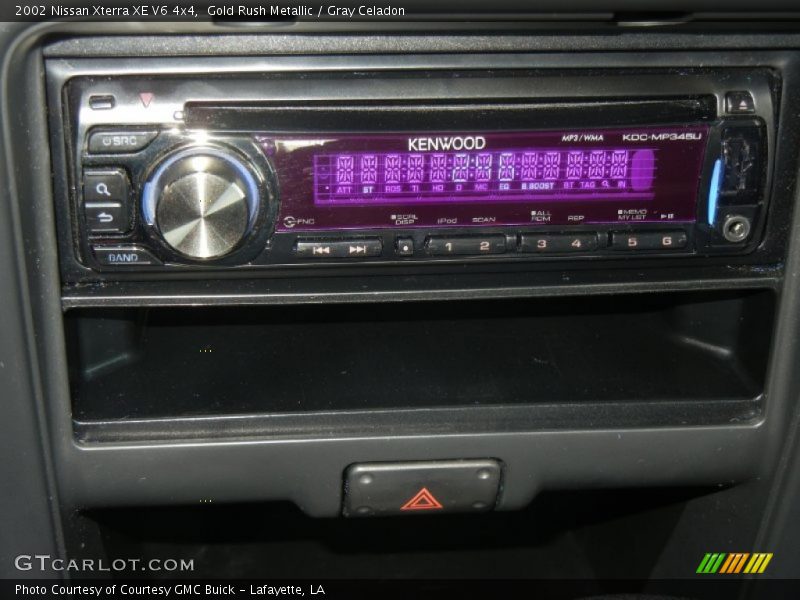 2002 Nissan Xterra XE V6 4x4,  Gold Rush Metallic / Gray Celadon
KENWOOD
MP3/WMA
KDC-MP345U
SRC
ATT ST RDS TI HD D MC EQ B.BOOST BT TAG IN
FNC
SCRL DISP
iPod
SCAN
ALL RDM
REP
MEMO MY LIST
1 2 3 4 5 6
BAND
GTCARLOT.COM
Photo Courtesy of Courtesy GMC Buick - Lafayette, LA